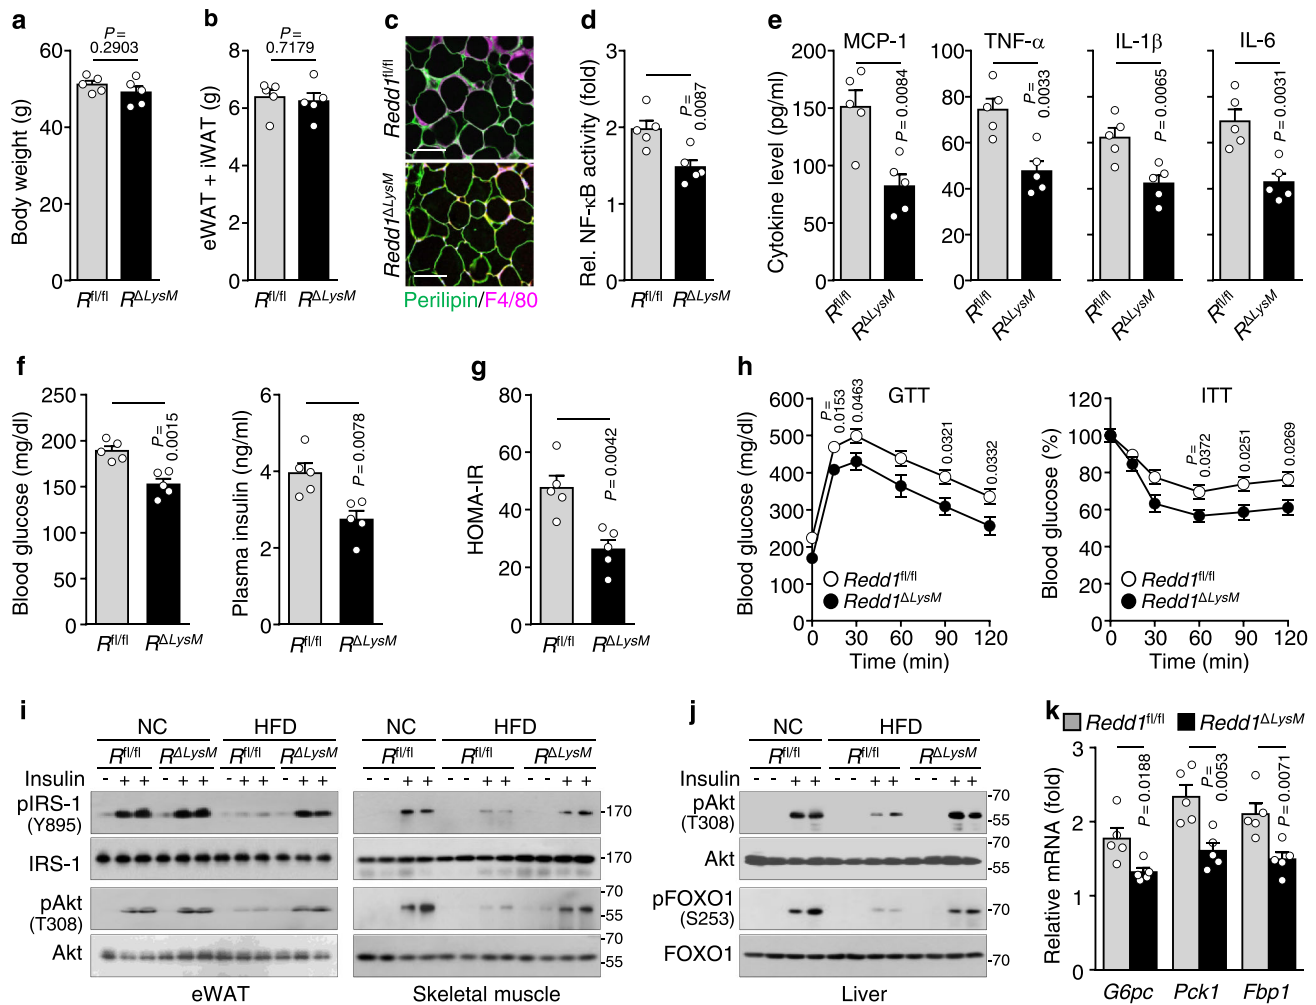 a
P =
0.2903
Body weight (g)
60
40
20
0
Rfl/fl
RΔLysM
b
P =
0.7179
eWAT + iWAT (g)
8
6
4
2
0
Rfl/fl
RΔLysM
c
Redd1fl/fl
Redd1ΔLysM
Perilipin/F4/80
d
P =
0.0087
Rel. NF-κB activity (fold)
3
2
1
0
Rfl/fl
RΔLysM
e
Cytokine level (pg/ml)
MCP-1
P = 0.0084
200
150
100
50
0
Rfl/fl
RΔLysM
TNF-α
P =
0.0033
100
80
60
40
20
0
Rfl/fl
RΔLysM
IL-1β
P = 0.0065
Rfl/fl
RΔLysM
IL-6
P = 0.0031
Rfl/fl
RΔLysM
f
Blood glucose (mg/dl)
250
200
150
100
50
0
P =
0.0015
Rfl/fl
RΔLysM
Plasma insulin (ng/ml)
6
4
2
0
P = 0.0078
Rfl/fl
RΔLysM
g
HOMA-IR
80
60
40
20
0
P = 0.0042
Rfl/fl
RΔLysM
h
GTT
Blood glucose (mg/dl)
600
500
400
300
200
100
0
P =
0.0153
0.0463
0.0321
0.0332
Redd1fl/fl
Redd1ΔLysM
0 30 60 90 120
Time (min)
ITT
Blood glucose (%)
120
100
80
60
40
20
0
P =
0.0372
0.0251
0.0269
Redd1fl/fl
Redd1ΔLysM
0 30 60 90 120
Time (min)
i
NC HFD
Rfl/fl RΔLysM Rfl/fl RΔLysM
Insulin - + + - + + - + + - + +
pIRS-1
(Y895)
IRS-1
pAkt
(T308)
Akt
eWAT
NC HFD
Rfl/fl Rfl/fl RΔLysM
- - + + - - + + - - + +
-170
-170
-70
-55
-70
-55
Skeletal muscle
j
NC HFD
Rfl/fl Rfl/fl RΔLysM
Insulin - - + + - - + + - - + +
pAkt
(T308)
-70
-55
Akt
-70
-55
pFOXO1
(S253)
-70
FOXO1
-70
Liver
k
Redd1fl/fl
Redd1ΔLysM
Relative mRNA (fold)
3
2
1
0
P = 0.0188
P =
0.0053
P = 0.0071
G6pc Pck1 Fbp1